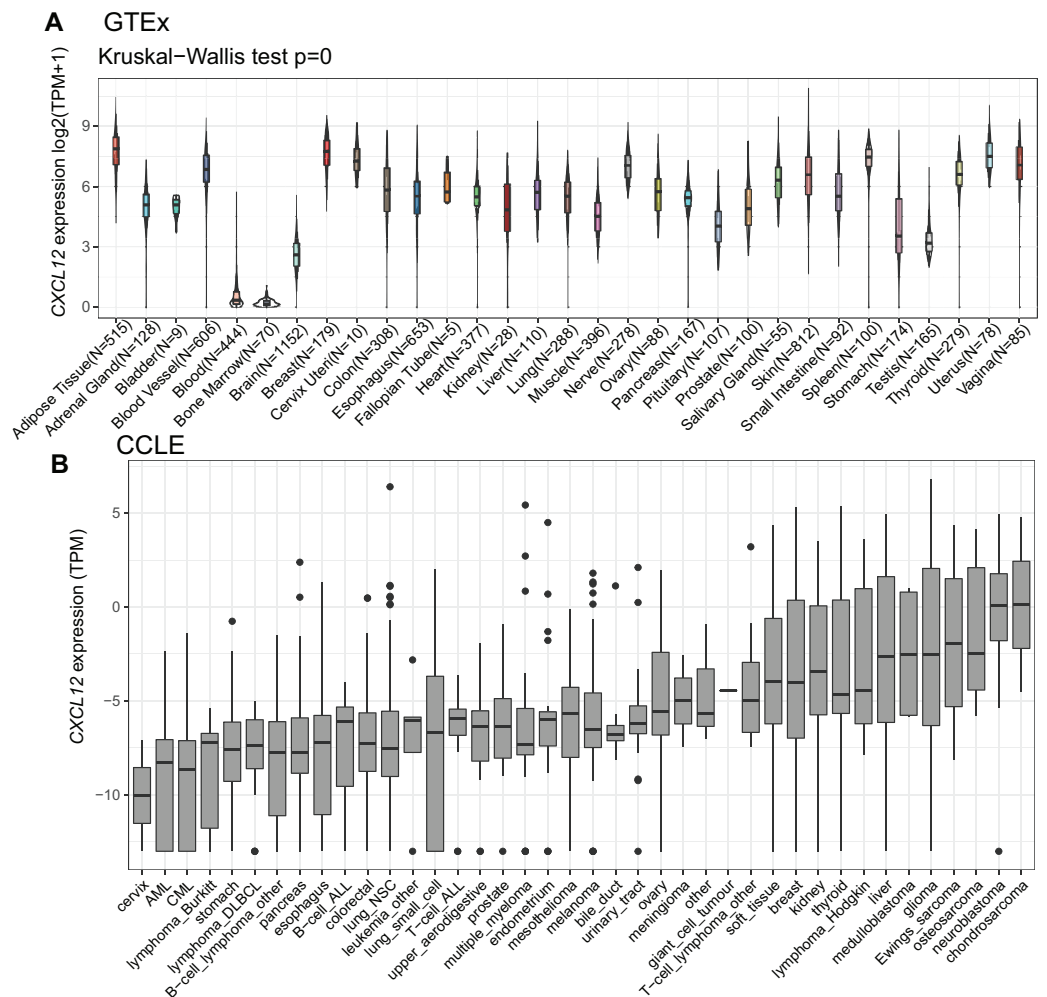 A GTEx
Kruskal−Wallis test p=0
CXCL12 expression log2(TPM+1)
9
6
3
0
Adipose Tissue(N=515)
Adrenal Gland(N=128)
Bladder(N=9)
Blood Vessel(N=606)
Blood(N=444)
Bone Marrow(N=70)
Brain(N=1152)
Breast(N=179)
Cervix Uteri(N=10)
Colon(N=308)
Esophagus(N=653)
Fallopian Tube(N=5)
Heart(N=377)
Kidney(N=28)
Liver(N=110)
Lung(N=288)
Muscle(N=396)
Nerve(N=278)
Ovary(N=88)
Pancreas(N=167)
Pituitary(N=107)
Prostate(N=100)
Salivary Gland(N=55)
Skin(N=812)
Small Intestine(N=92)
Spleen(N=100)
Stomach(N=174)
Testis(N=165)
Thyroid(N=279)
Uterus(N=78)
Vagina(N=85)
B CCLE
CXCL12 expression (TPM)
5
0
−5
−10
cervix
AML
CML
lymphoma_Burkitt
stomach
lymphoma_DLBCL
B−cell_lymphoma_other
pancreas
esophagus
B−cell_ALL
colorectal
lung_NSC
leukemia_other
lung_small_cell
T−cell_ALL
upper_aerodigestive
prostate
multiple_myeloma
endometrium
mesothelioma
melanoma
bile_duct
urinary_tract
ovary
meningioma
other
giant_cell_tumour
T−cell_lymphoma_other
soft_tissue
breast
kidney
thyroid
lymphoma_Hodgkin
liver
medulloblastoma
glioma
Ewings_sarcoma
osteosarcoma
neuroblastoma
chondrosarcoma